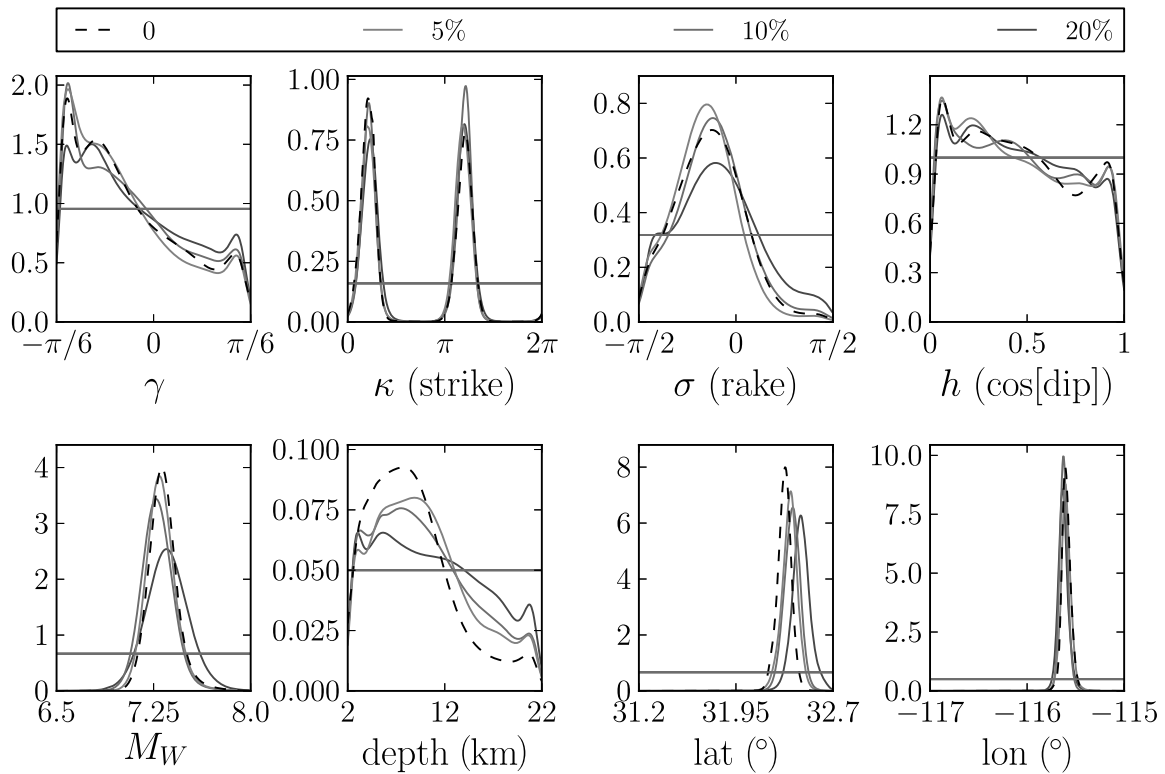 0 5% 10% 20%
2.0 1.5 1.0 0.5 0.0
−π/6 0 π/6
γ
1.00 0.75 0.50 0.25 0.00
0 π 2π
κ (strike)
0.8 0.6 0.4 0.2 0.0
−π/2 0 π/2
σ (rake)
1.2 0.9 0.6 0.3 0.0
0 0.5 1
h (cos[dip])
4 3 2 1 0
6.5 7.25 8.0
M_W
0.100 0.075 0.050 0.025 0.000
2 12 22
depth (km)
8 6 4 2 0
31.2 31.95 32.7
lat (°)
10.0 7.5 5.0 2.5 0.0
−117 −116 −115
lon (°)